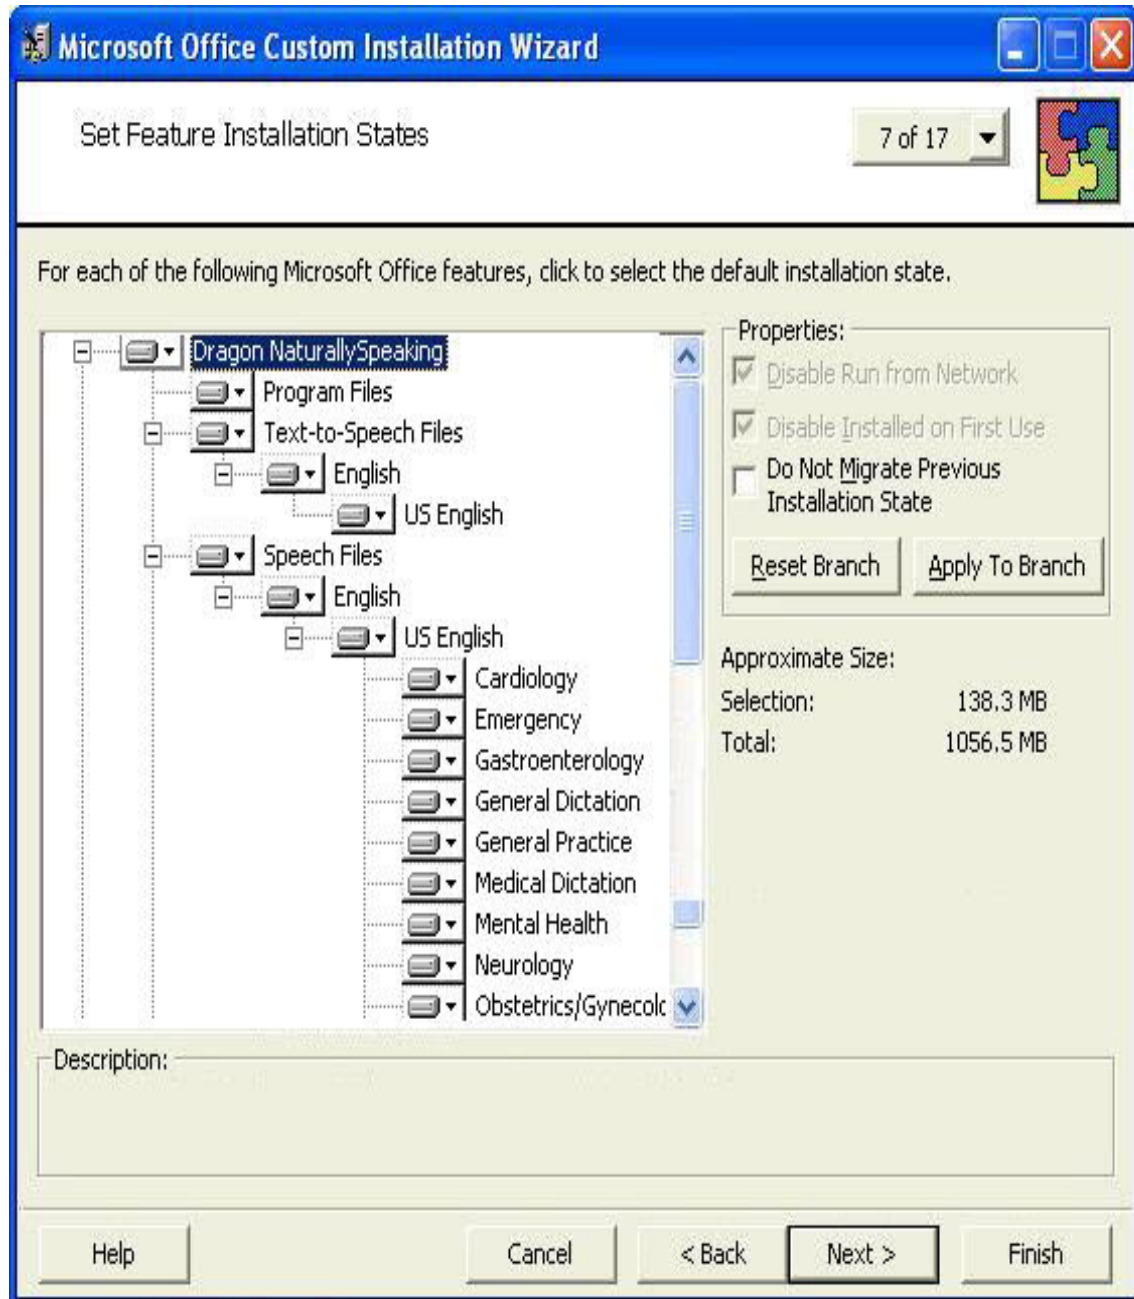 Microsoft Office Custom Installation Wizard
Set Feature Installation States
7 of 17
For each of the following Microsoft Office features, click to select the default installation state.
Dragon NaturallySpeaking
Program Files
Text-to-Speech Files
English
US English
Speech Files
English
US English
Cardiology
Emergency
Gastroenterology
General Dictation
General Practice
Medical Dictation
Mental Health
Neurology
Obstetrics/Gynecolc
Properties:
Disable Run from Network
Disable Installed on First Use
Do Not Migrate Previous
Installation State
Reset Branch
Apply To Branch
Approximate Size:
Selection: 138.3 MB
Total: 1056.5 MB
Description:
Help
Cancel
< Back
Next >
Finish